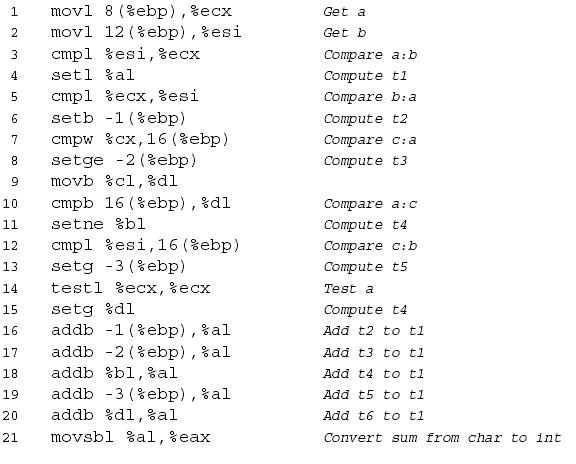 1 movl 8(%ebp),%ecx Get a
2 movl 12(%ebp),%esi Get b
3 cmpl %esi,%ecx Compare a:b
4 setl %al Compute t1
5 cmpl %ecx,%esi Compare b:a
6 setb -1(%ebp) Compute t2
7 cmpw %cx,16(%ebp) Compare c:a
8 setge -2(%ebp) Compute t3
9 movb %cl,%dl
10 cmpb 16(%ebp),%dl Compare a:c
11 setne %bl Compute t4
12 cmpl %esi,16(%ebp) Compare c:b
13 setg -3(%ebp) Compute t5
14 testl %ecx,%ecx Test a
15 setg %dl Compute t4
16 addb -1(%ebp),%al Add t2 to t1
17 addb -2(%ebp),%al Add t3 to t1
18 addb %bl,%al Add t4 to t1
19 addb -3(%ebp),%al Add t5 to t1
20 addb %dl,%al Add t6 to t1
21 movsbl %al,%eax Convert sum from char to int